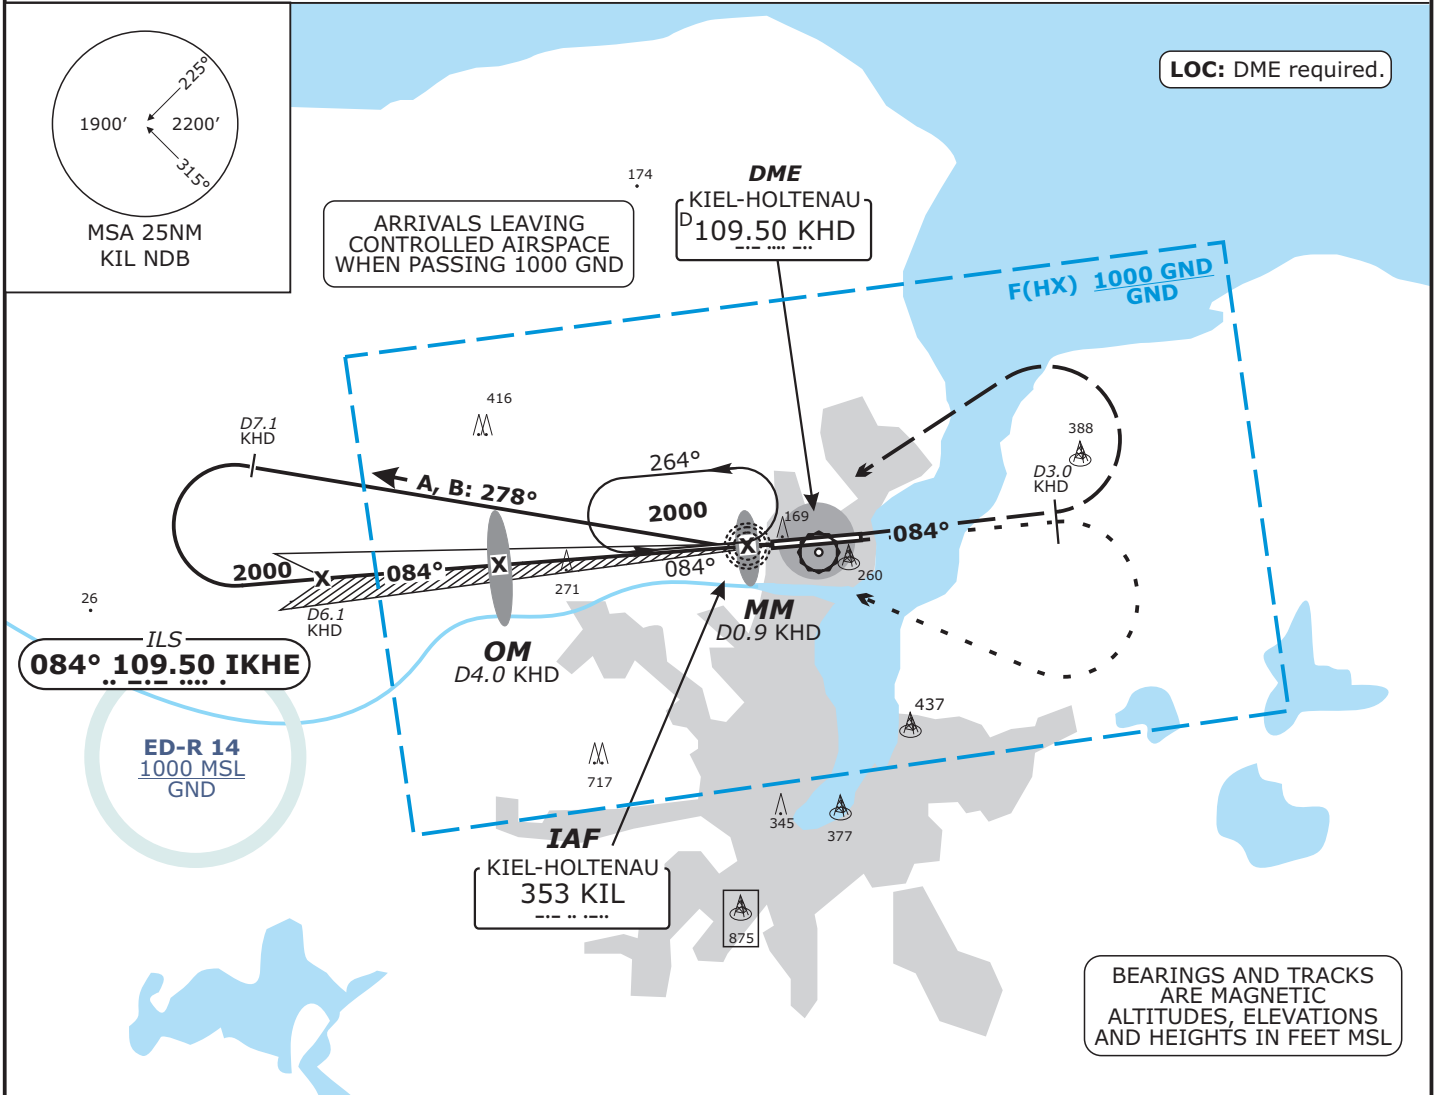 225°
1900’
2200’
315°
MSA 25NM
KIL NDB
LOC: DME required.
174
DME
KIEL-HOLTENAU
D 109.50 KHD
ARRIVALS LEAVING
CONTROLLED AIRSPACE
WHEN PASSING 1000 GND
F(HX) 1000 GND
GND
416
D7.1
KHD
388
264°
D3.0
KHD
A, B: 278°
2000
169
084°
2000
X
084°
X
084°
X
260
271
26
D6.1
KHD
MM
D0.9 KHD
ILS
084° 109.50 IKHE
OM
D4.0 KHD
437
ED-R 14
1000 MSL
GND
717
345
377
IAF
KIEL-HOLTENAU
353 KIL
875
BEARINGS AND TRACKS
ARE MAGNETIC
ALTITUDES, ELEVATIONS
AND HEIGHTS IN FEET MSL